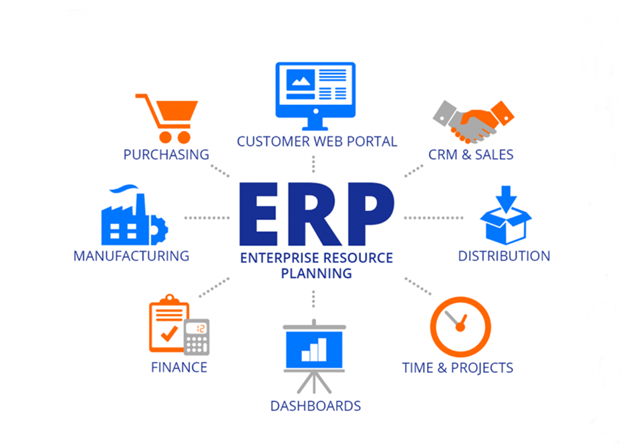 CUSTOMER WEB PORTAL
PURCHASING
CRM & SALES
ERP
ENTERPRISE RESOURCE
PLANNING
MANUFACTURING
DISTRIBUTION
12
FINANCE
TIME & PROJECTS
DASHBOARDS